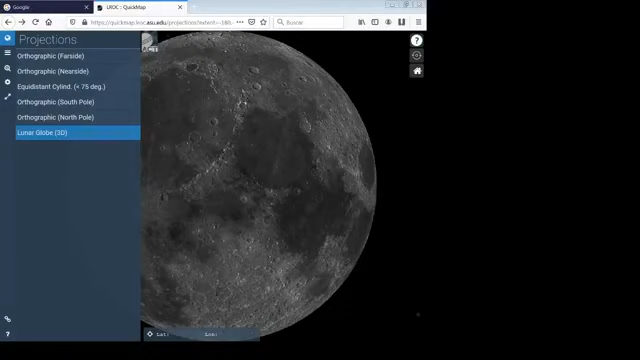 Google
LROC : QuickMap
https://quickmap.lroc.asu.edu/projections?extent=-180.
Buscar
Projections
Orthographic (Farside)
Orthographic (Nearside)
Equidistant Cylind. (< 75 deg.)
Orthographic (South Pole)
Orthographic (North Pole)
Lunar Globe (3D)
?
?
Lat:
Lon: